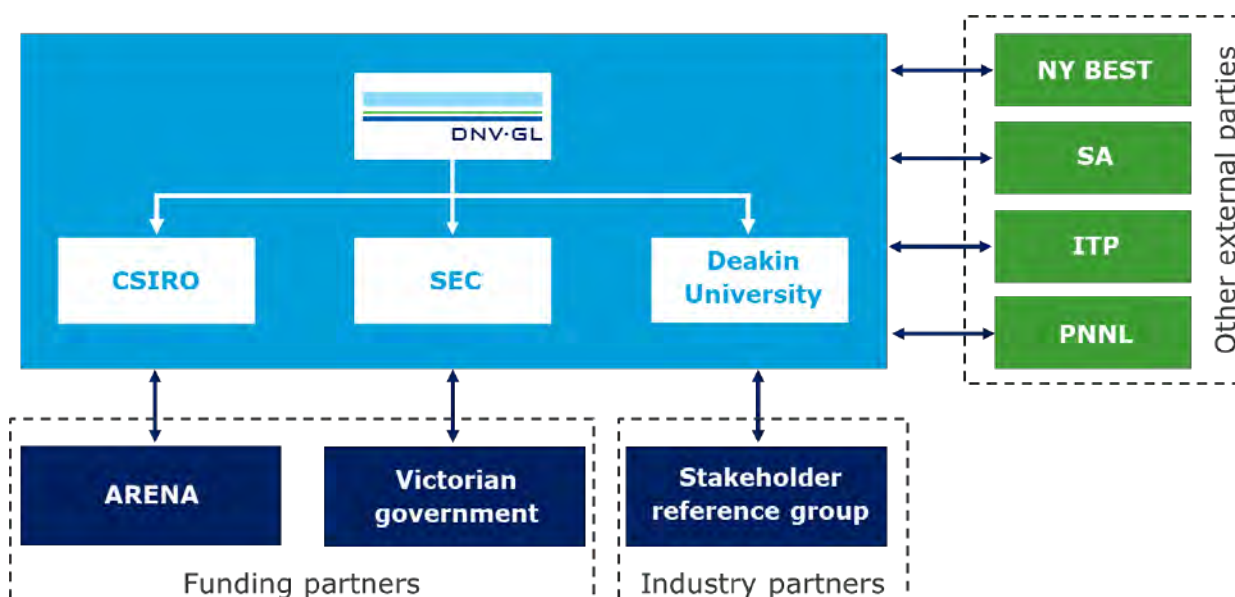 DNV·GL
CSIRO
SEC
Deakin
University
NY BEST
SA
ITP
PNNL
Other external parties
ARENA
Victorian
government
Stakeholder
reference group
Funding partners
Industry partners